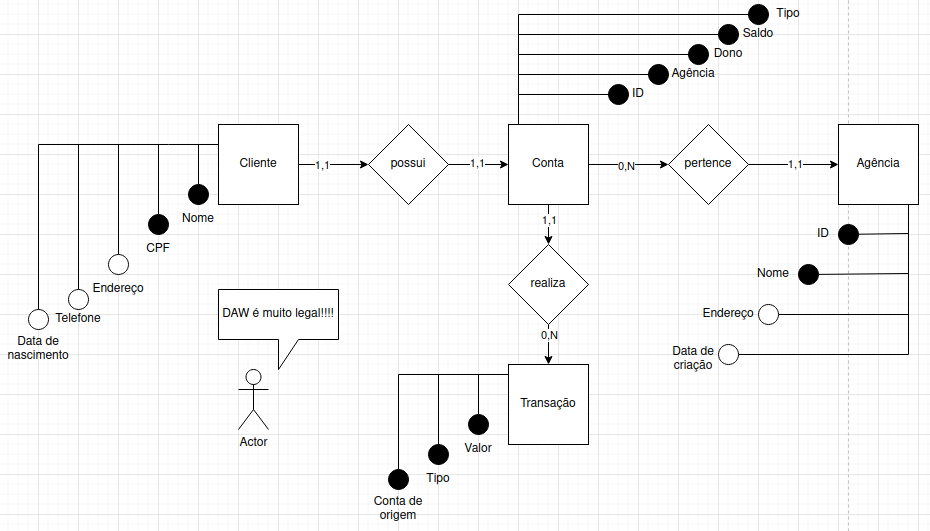 Tipo
Saldo
Dono
Agência
ID
Cliente
1,1
possui
1,1
Conta
0,N
pertence
1,1
Agência
Nome
CPF
Endereço
Telefone
Data de
nascimento
1,1
realiza
0,N
ID
Nome
Endereço
Data de
criação
DAW é muito legal!!!!
Actor
Transação
Valor
Tipo
Conta de
origem